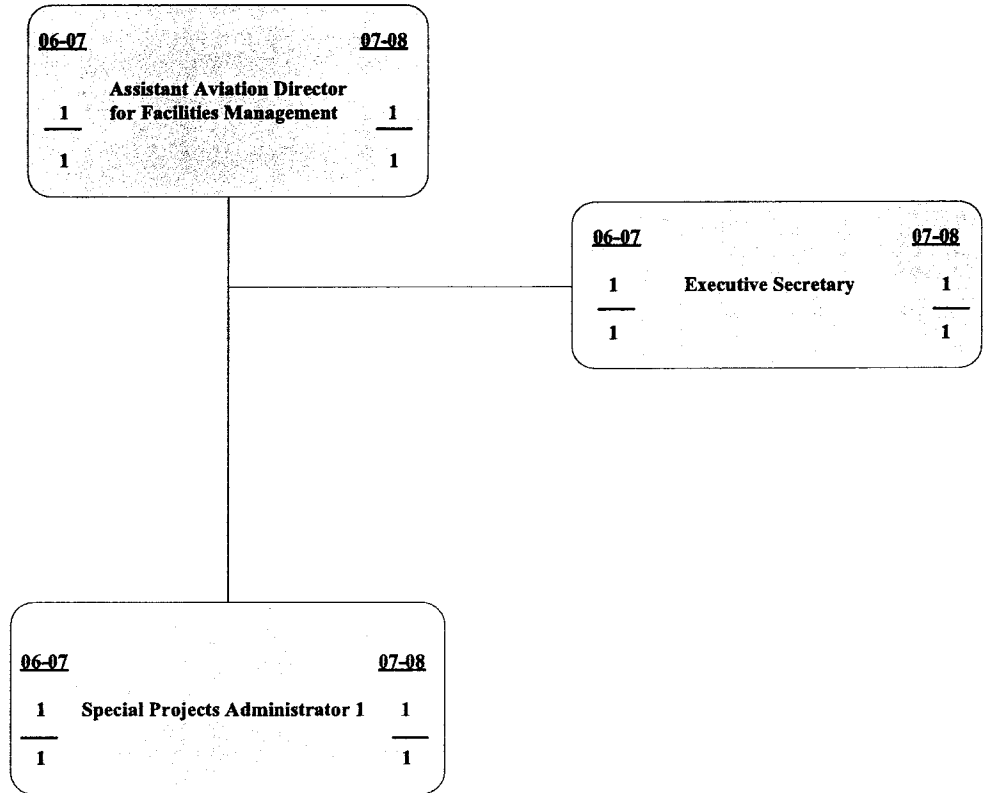 06-07 07-08
Assistant Aviation Director
for Facilities Management
1 1
1 1
06-07 07-08
1 Executive Secretary 1
1 1
06-07 07-08
1 Special Projects Administrator 1 1
1 1